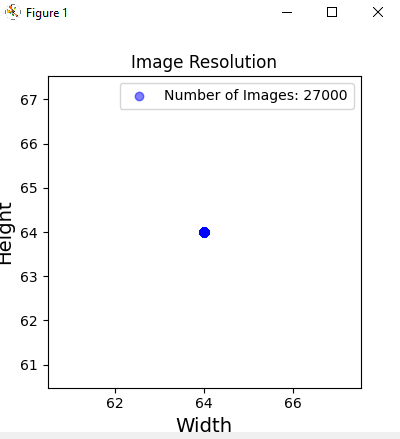 Figure 1
Image Resolution
Number of Images: 27000
67
66
65
64
63
62
61
Height
62 64 66
Width